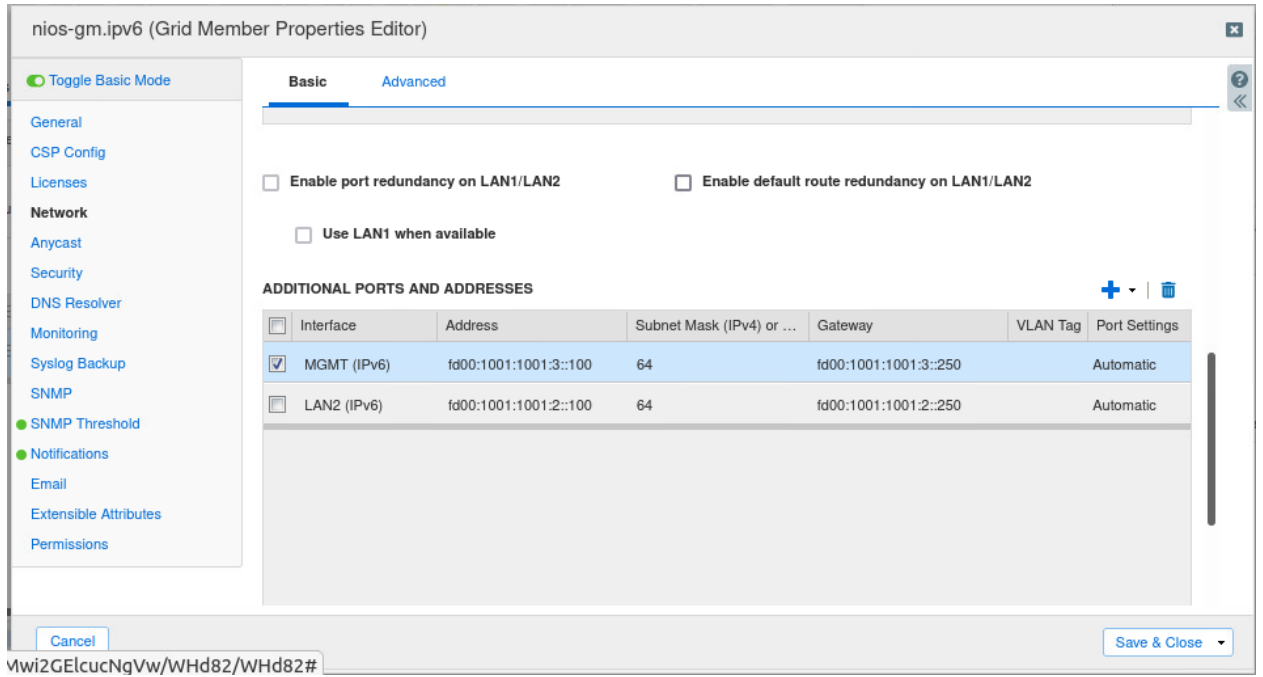 nios-gm.ipv6 (Grid Member Properties Editor)
Toggle Basic Mode
Basic Advanced
General
CSP Config
Licenses
Network
Anycast
Security
DNS Resolver
Monitoring
Syslog Backup
SNMP
SNMP Threshold
Notifications
Email
Extensible Attributes
Permissions
Enable port redundancy on LAN1/LAN2 Enable default route redundancy on LAN1/LAN2
Use LAN1 when available
ADDITIONAL PORTS AND ADDRESSES
Interface Address Subnet Mask (IPv4) or ... Gateway VLAN Tag Port Settings
MGMT (IPv6) fd00:1001:1001:3::100 64 fd00:1001:1001:3::250 Automatic
LAN2 (IPv6) fd00:1001:1001:2::100 64 fd00:1001:1001:2::250 Automatic
Cancel Save & Close
Mwi2GElcucNgVw/WHd82/WHd82#